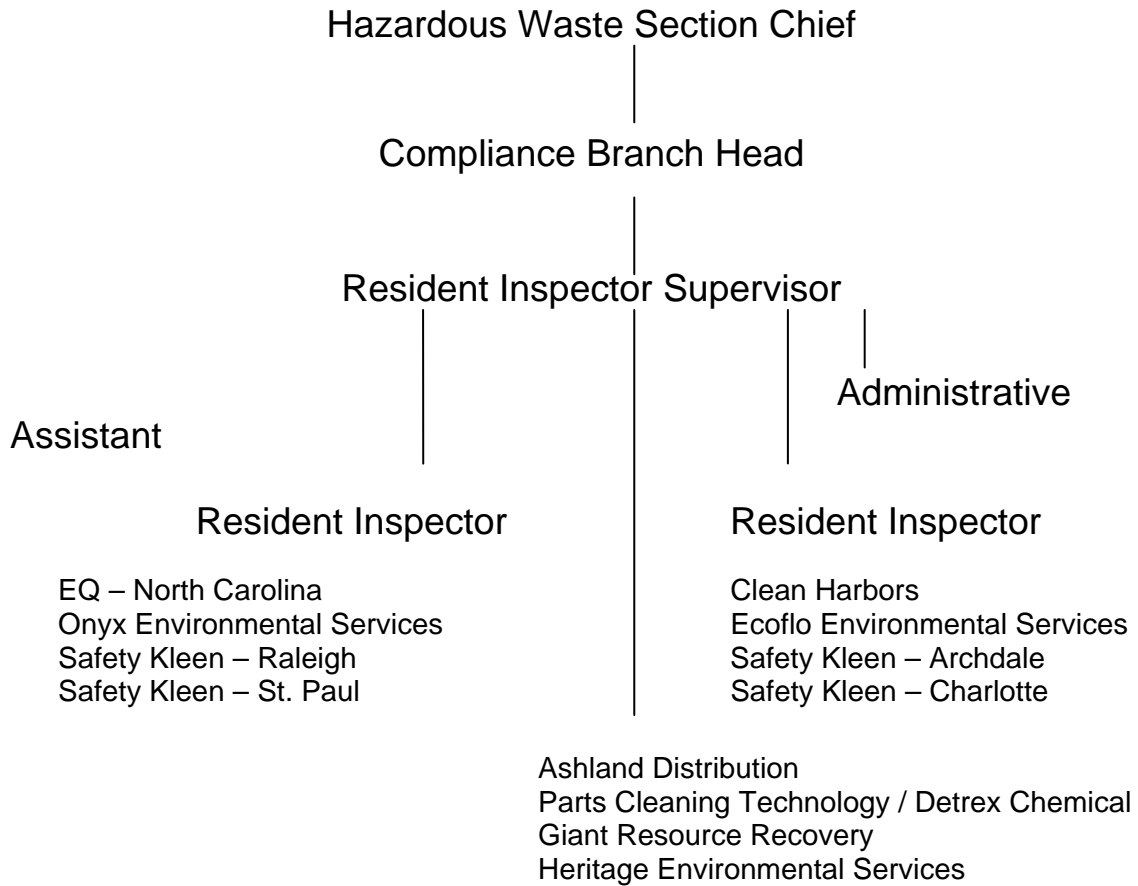 Hazardous Waste Section Chief
Compliance Branch Head
Resident Inspector Supervisor
Administrative
Assistant
Resident Inspector
EQ – North Carolina
Onyx Environmental Services
Safety Kleen – Raleigh
Safety Kleen – St. Paul
Resident Inspector
Clean Harbors
Ecoflo Environmental Services
Safety Kleen – Archdale
Safety Kleen – Charlotte
Ashland Distribution
Parts Cleaning Technology / Detrex Chemical
Giant Resource Recovery
Heritage Environmental Services